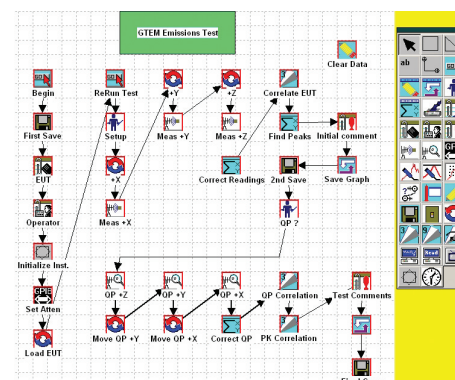 GTEM Emissions Test
Clear Data
Begin
ReRun Test
+Y
+Z
Correlate EUT
First Save
Setup
Meas +Y
Meas +Z
Find Peaks
Initial comment
EUT
+X
Correct Readings
2nd Save
Save Graph
Operator
Meas +X
QP ?
Initialize Inst.
Set Atten
QP +Z
QP +Y
QP +X
QP Correlation
Test Comments
Load EUT
Move QP +Y
Move QP +X
Correct QP
PK Correlation
ab
Read